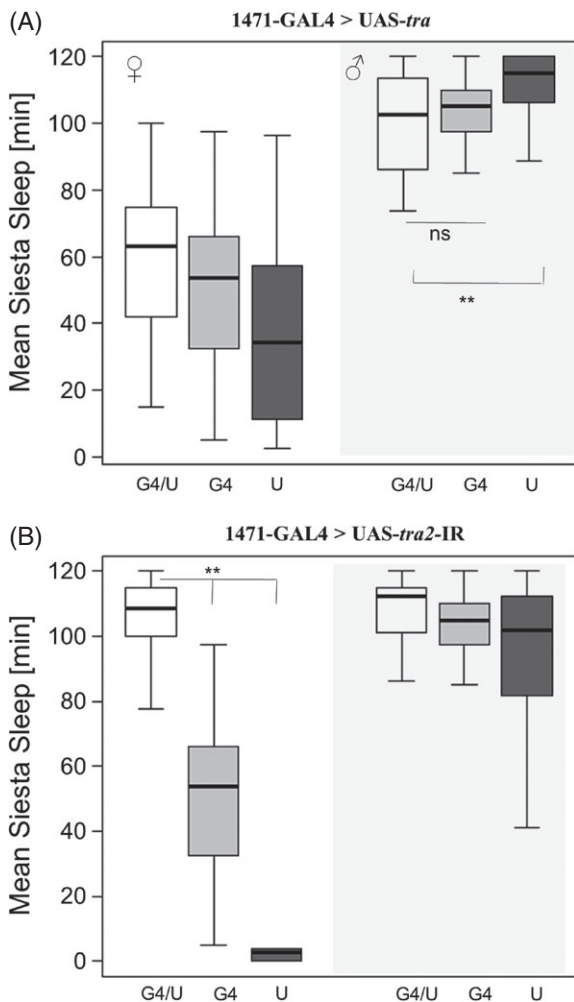 (A)
1471-GAL4 > UAS-tra
Mean Siesta Sleep [min]
120
100
80
60
40
20
0
♀
♂
ns
**
G4/U G4 U G4/U G4 U
(B)
1471-GAL4 > UAS-tra2-IR
Mean Siesta Sleep [min]
120
100
80
60
40
20
0
**
G4/U G4 U G4/U G4 U